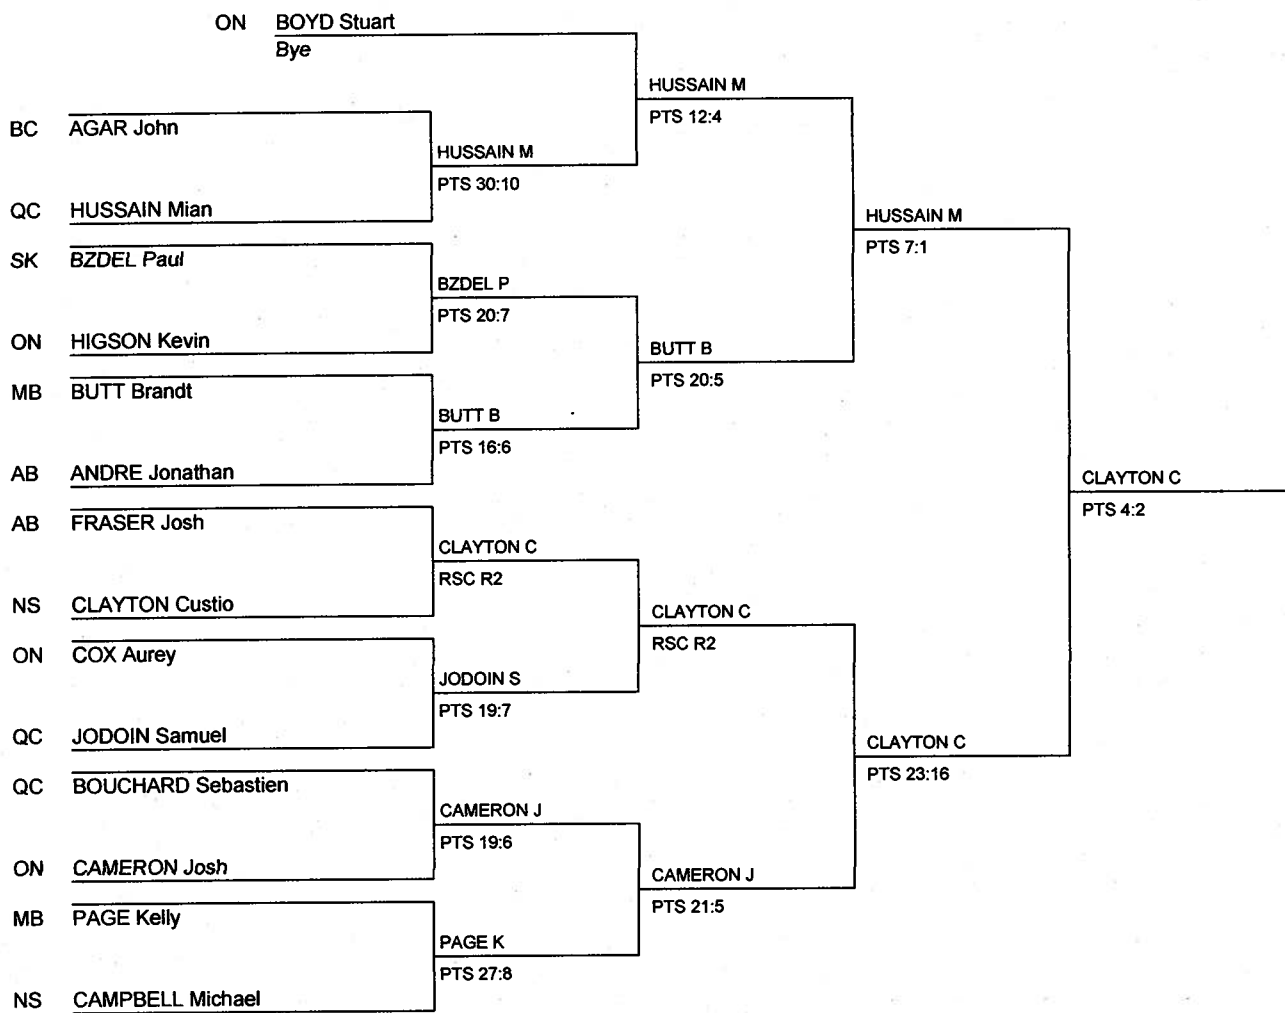 ON BOYD Stuart
Bye
HUSSAIN M
PTS 12:4
BC AGAR John
HUSSAIN M
PTS 30:10
QC HUSSAIN Mian
HUSSAIN M
PTS 7:1
SK BZDEL Paul
BZDEL P
PTS 20:7
ON HIGSON Kevin
BUTT B
PTS 20:5
MB BUTT Brandt
BUTT B
PTS 16:6
AB ANDRE Jonathan
CLAYTON C
PTS 4:2
AB FRASER Josh
CLAYTON C
RSC R2
NS CLAYTON Custio
CLAYTON C
RSC R2
ON COX Aurey
JODOIN S
PTS 19:7
QC JODOIN Samuel
CLAYTON C
PTS 23:16
QC BOUCHARD Sebastien
CAMERON J
PTS 19:6
ON CAMERON Josh
CAMERON J
PTS 21:5
MB PAGE Kelly
PAGE K
PTS 27:8
NS CAMPBELL Michael